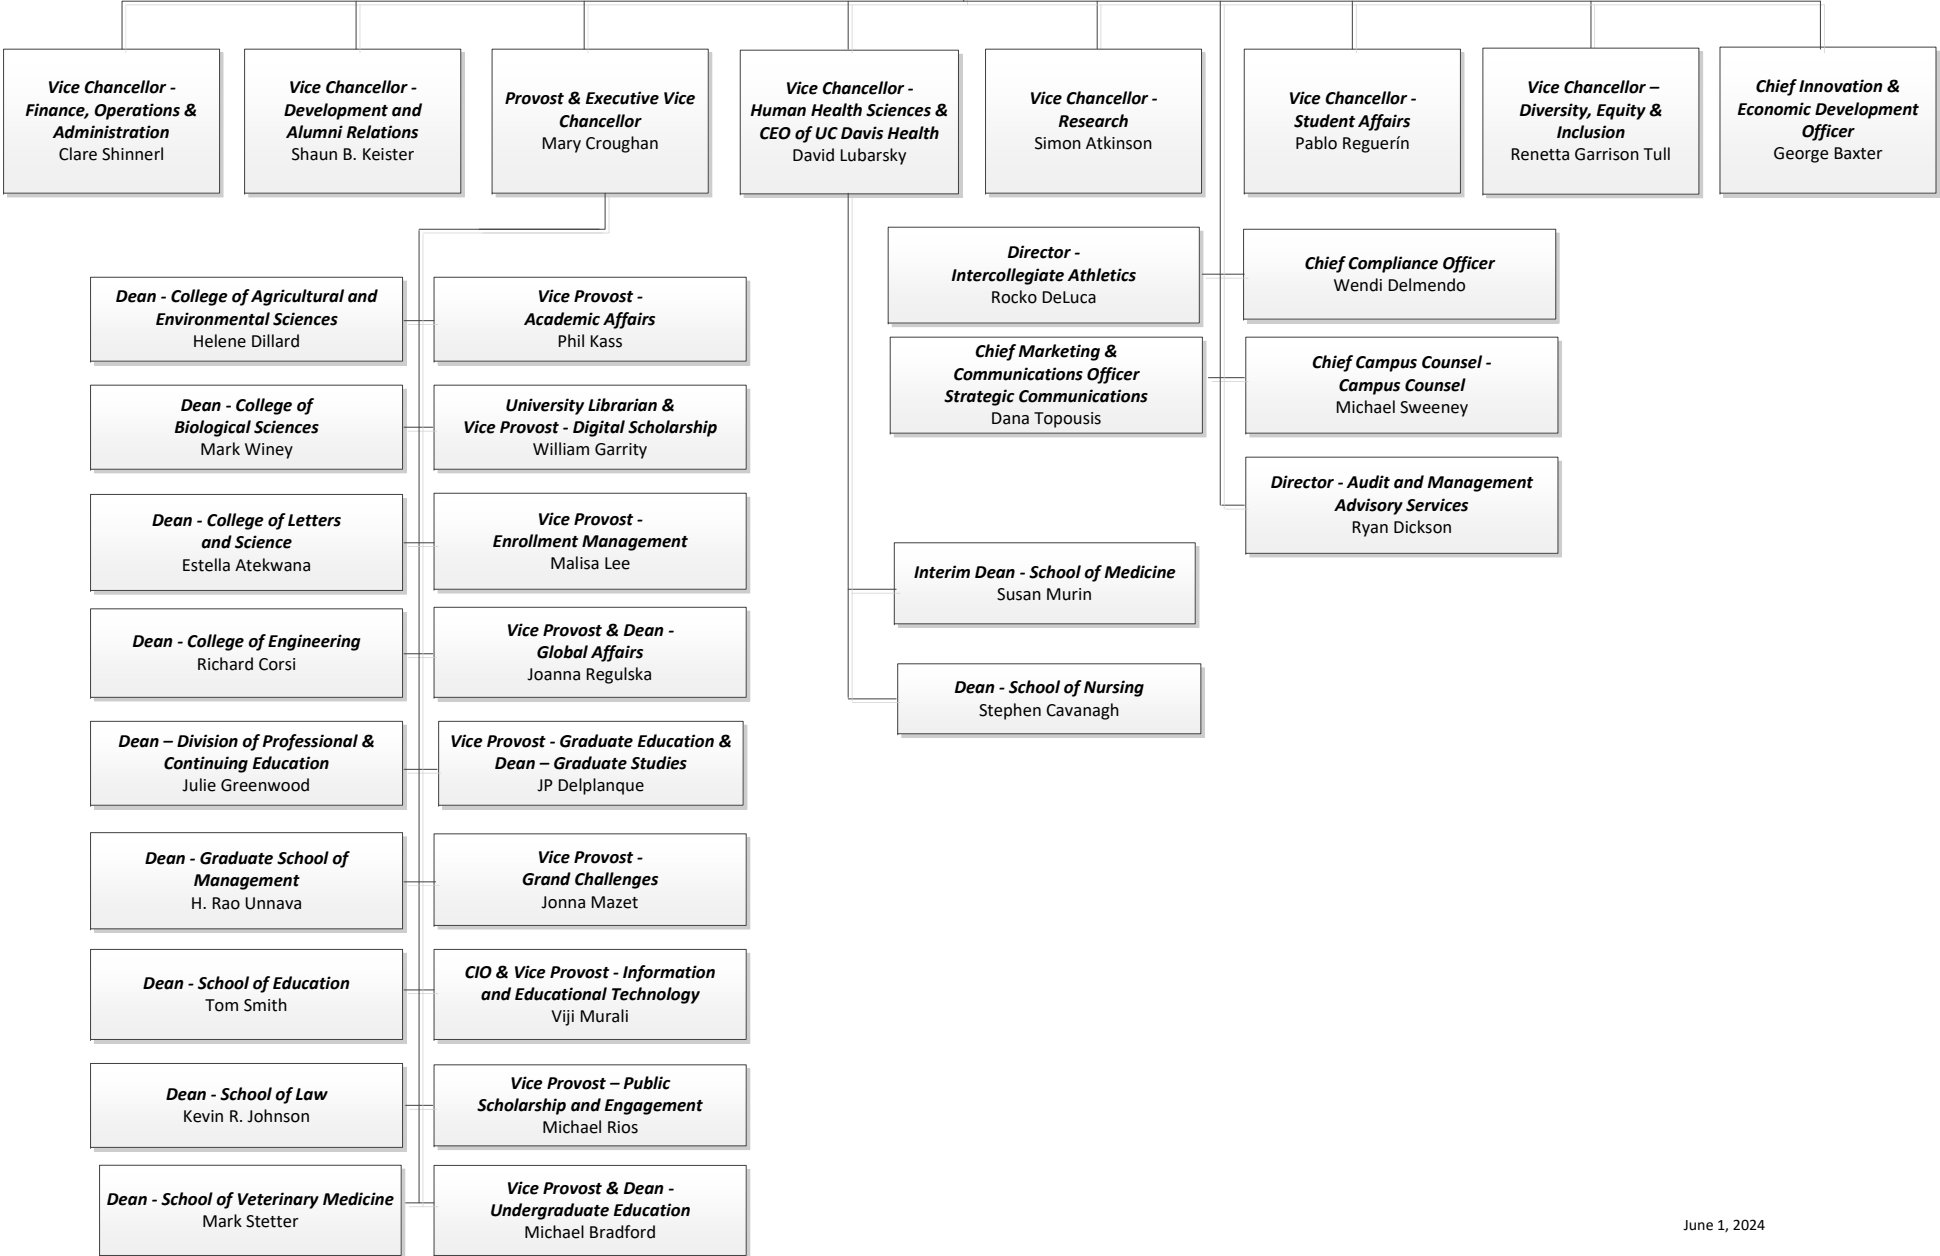 Vice Chancellor -
Finance, Operations &
Administration
Clare Shinnerl
Vice Chancellor -
Development and
Alumni Relations
Shaun B. Keister
Provost & Executive Vice
Chancellor
Mary Croughan
Vice Chancellor -
Human Health Sciences &
CEO of UC Davis Health
David Lubarsky
Vice Chancellor -
Research
Simon Atkinson
Vice Chancellor -
Student Affairs
Pablo Reguerín
Vice Chancellor –
Diversity, Equity &
Inclusion
Renetta Garrison Tull
Chief Innovation &
Economic Development
Officer
George Baxter
Dean - College of Agricultural and
Environmental Sciences
Helene Dillard
Vice Provost -
Academic Affairs
Phil Kass
Dean - College of
Biological Sciences
Mark Winey
University Librarian &
Vice Provost - Digital Scholarship
William Garrity
Dean - College of Letters
and Science
Estella Atekwana
Vice Provost -
Enrollment Management
Malisa Lee
Dean - College of Engineering
Richard Corsi
Vice Provost & Dean -
Global Affairs
Joanna Regulska
Dean – Division of Professional &
Continuing Education
Julie Greenwood
Vice Provost - Graduate Education &
Dean – Graduate Studies
JP Delplanque
Dean - Graduate School of
Management
H. Rao Unnava
Vice Provost -
Grand Challenges
Jonna Mazet
Dean - School of Education
Tom Smith
CIO & Vice Provost - Information
and Educational Technology
Viji Murali
Dean - School of Law
Kevin R. Johnson
Vice Provost – Public
Scholarship and Engagement
Michael Rios
Dean - School of Veterinary Medicine
Mark Stetter
Vice Provost & Dean -
Undergraduate Education
Michael Bradford
Director -
Intercollegiate Athletics
Rocko DeLuca
Chief Compliance Officer
Wendi Delmendo
Chief Marketing &
Communications Officer
Strategic Communications
Dana Topousis
Chief Campus Counsel -
Campus Counsel
Michael Sweeney
Director - Audit and Management
Advisory Services
Ryan Dickson
Interim Dean - School of Medicine
Susan Murin
Dean - School of Nursing
Stephen Cavanagh
June 1, 2024